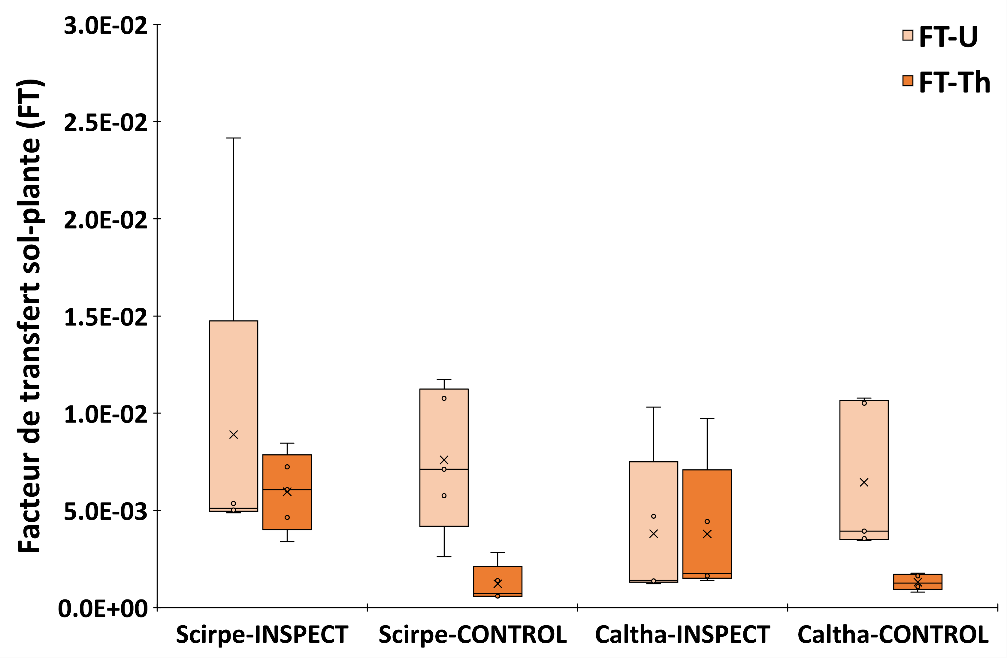 Facteur de transfert sol-plante (FT)
3.0E-02
2.5E-02
2.0E-02
1.5E-02
1.0E-02
5.0E-03
0.0E+00
FT-U
FT-Th
Scirpe-INSPECT
Scirpe-CONTROL
Caltha-INSPECT
Caltha-CONTROL